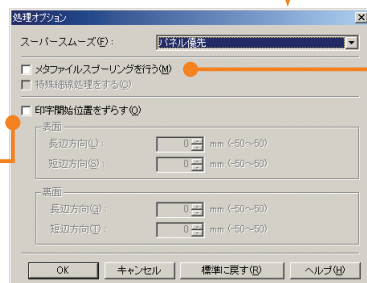 処理オプション
スーパースムーズ(F): パネル優先
メタファイルスプーリングを行う(M)
特殊細線処理をする(C)
印字開始位置をずらす(O)
表面
長辺方向(L): 0 mm (-50～50)
短辺方向(S): 0 mm (-50～50)
裏面
長辺方向(G): 0 mm (-50～50)
短辺方向(T): 0 mm (-50～50)
OK キャンセル 標準に戻す(R) ヘルプ(H)